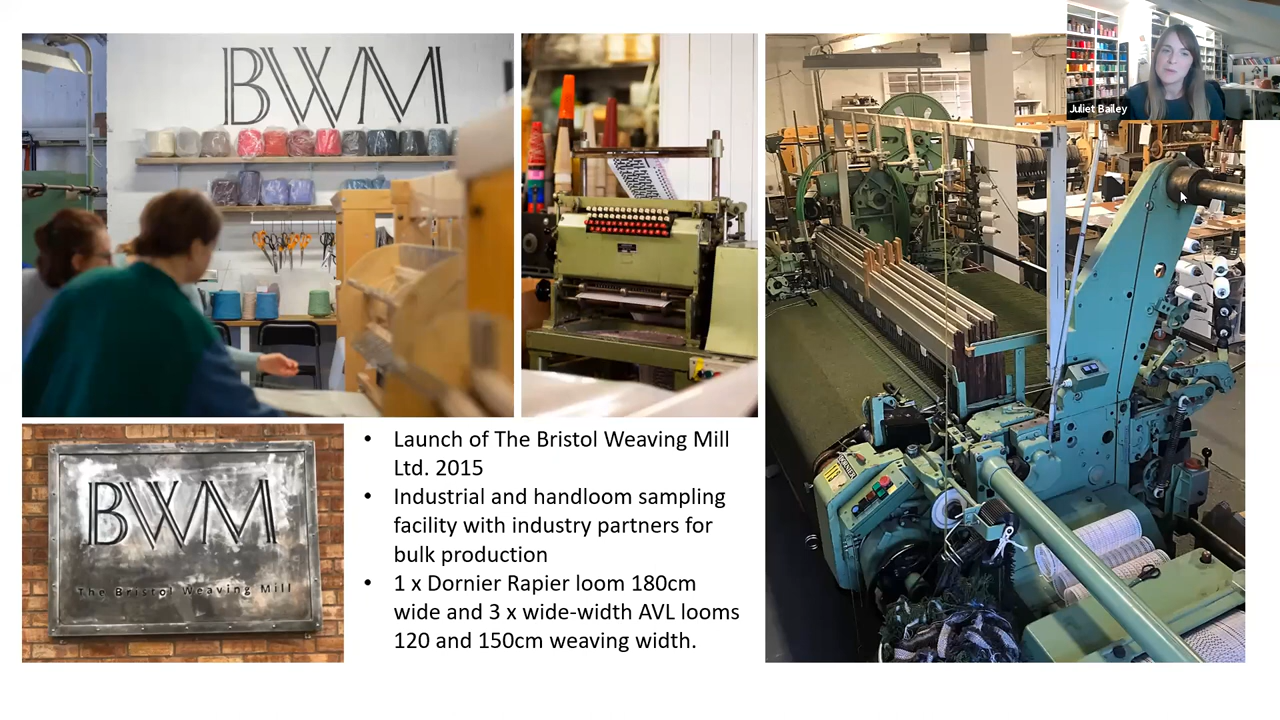 BWM
Juliet Bailey
BWM
The Bristol Weaving Mill
• Launch of The Bristol Weaving Mill
Ltd. 2015
• Industrial and handloom sampling
facility with industry partners for
bulk production
• 1 x Dornier Rapier loom 180cm
wide and 3 x wide-width AVL looms
120 and 150cm weaving width.